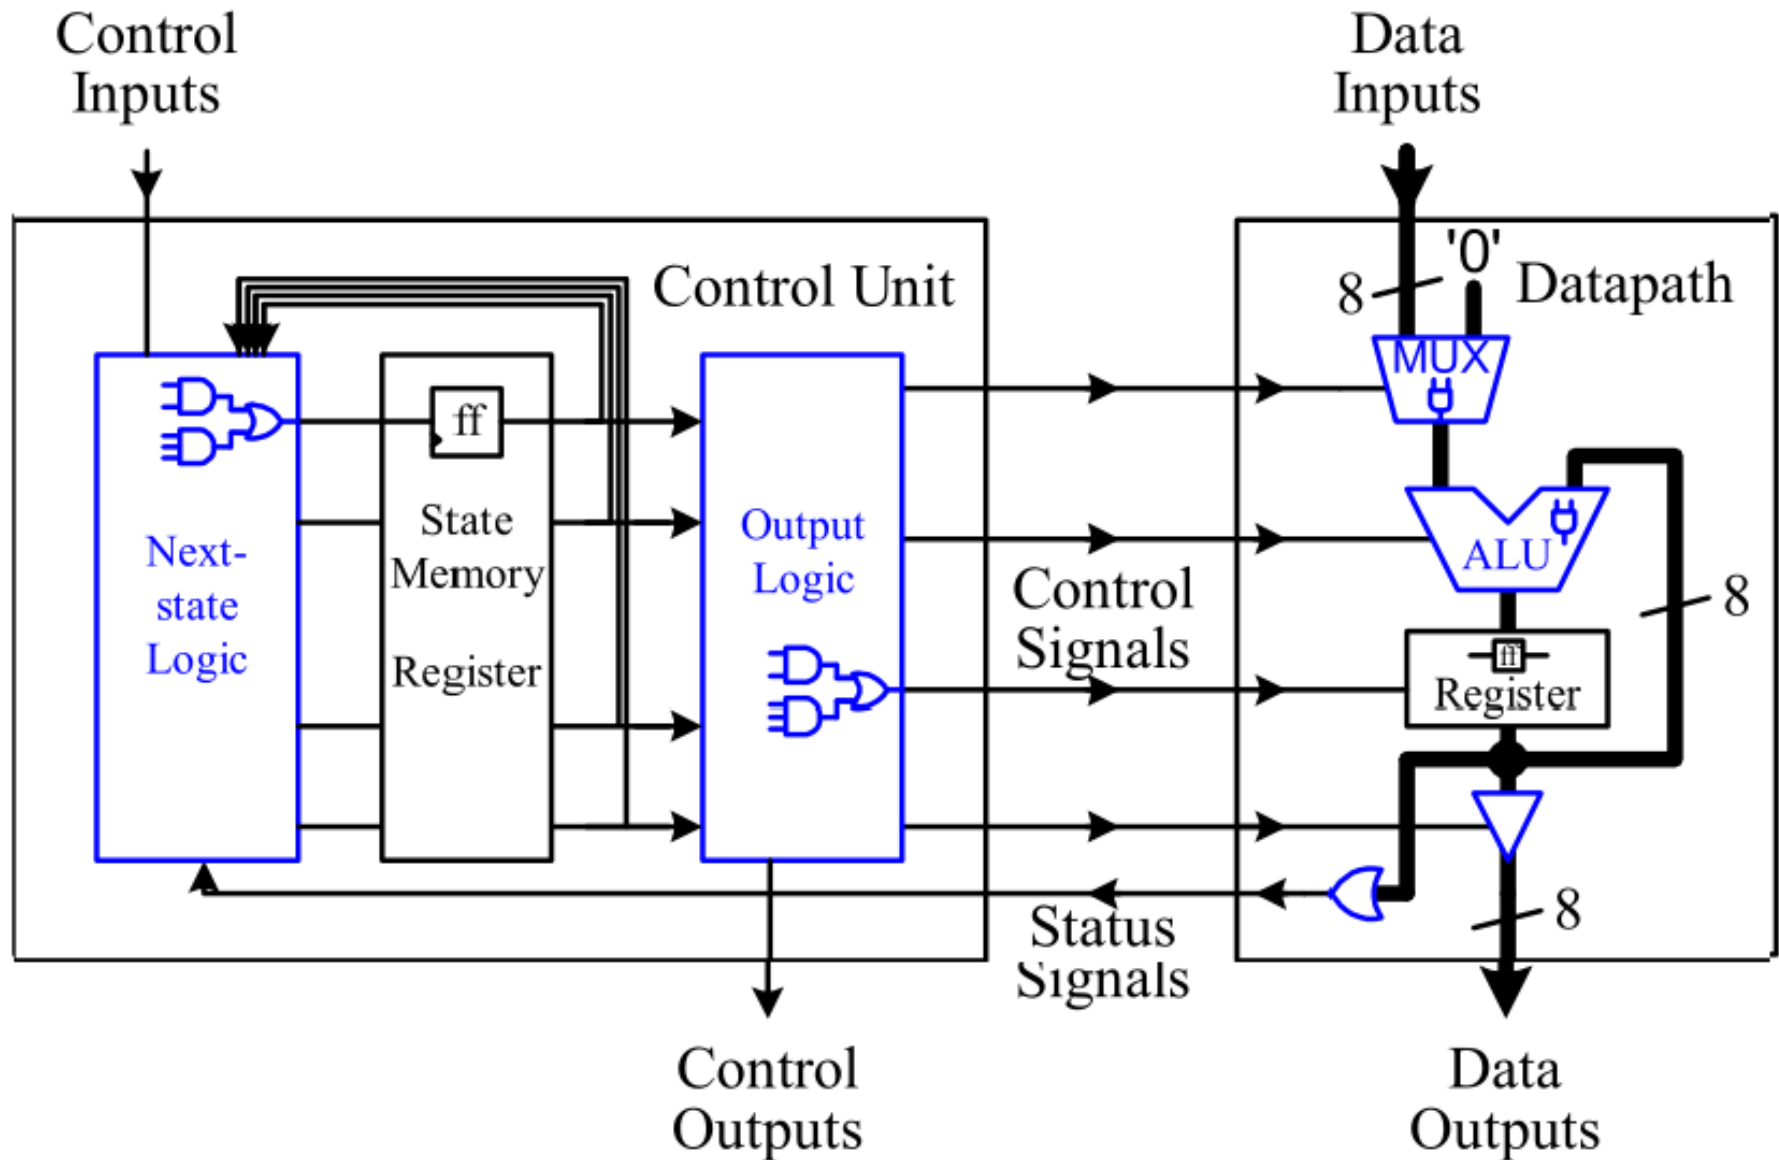 Control
Inputs
Data
Inputs
Control Unit
'0'
8
Datapath
MUX
ff
State
Memory
Register
Next-
state
Logic
Output
Logic
ALU
Control
Signals
8
ff
Register
Status
Signals
8
Control
Outputs
Data
Outputs